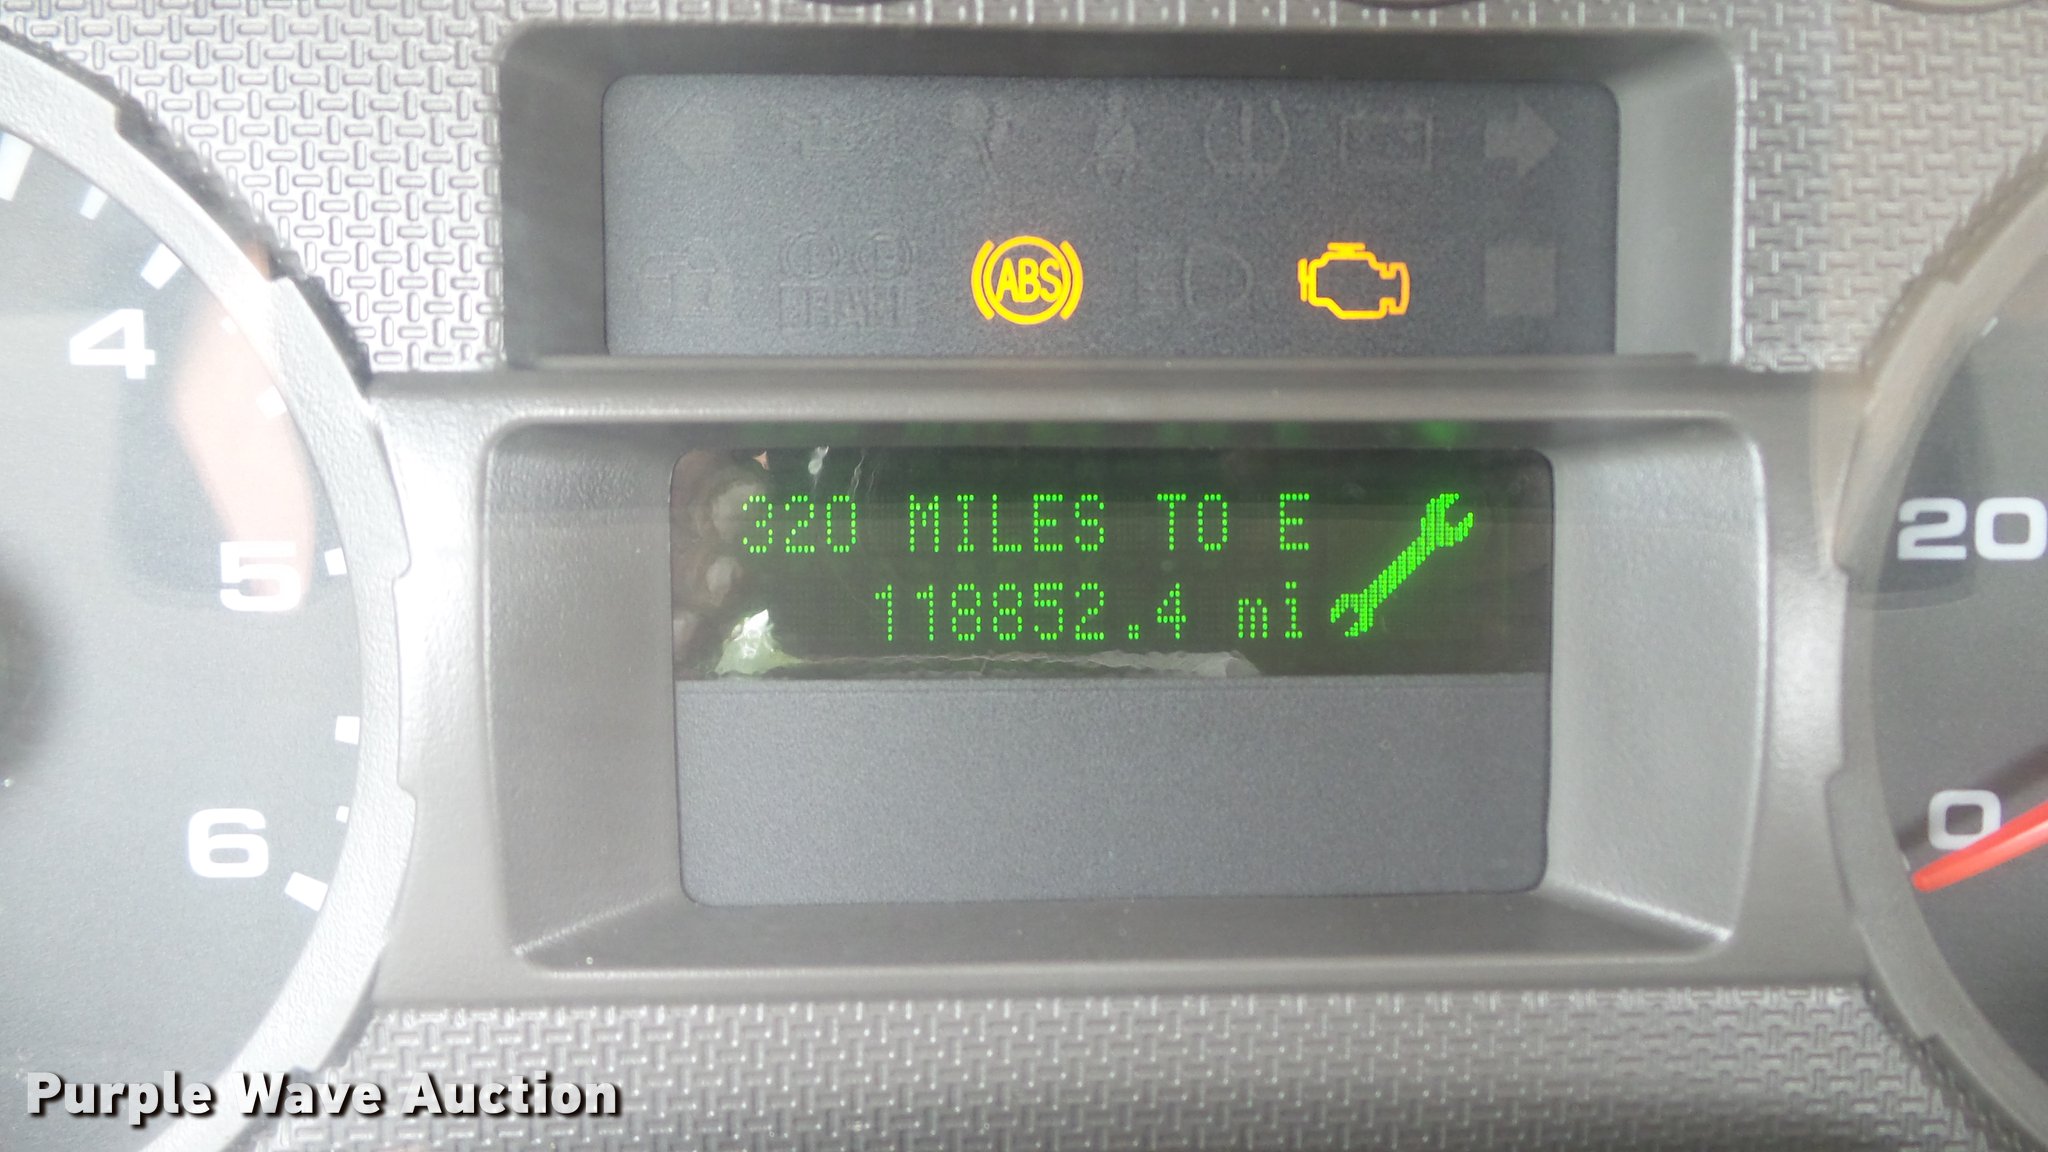 ABS
320 MILES TO E
118852.4 mi
4
5
6
20
0
Purple Wave Auction